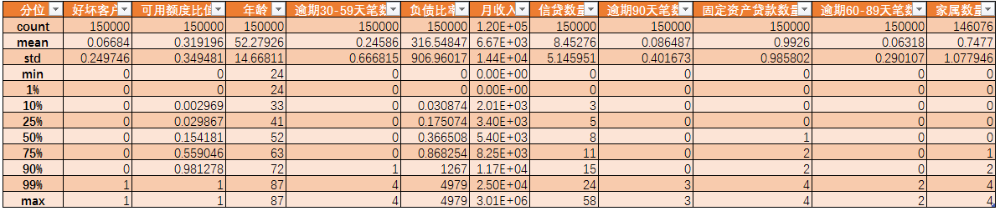 分位 好坏客户 可用额度比值 年龄 逾期30-59天笔数 负债比率 月收入 信贷数量 逾期90天笔数 固定资产贷款数量 逾期60-89天笔数 家属数量
count 150000 150000 150000 150000 150000 1.20E+05 150000 150000 150000 150000 146076
mean 0.06684 0.319196 52.27926 0.24586 316.54847 6.67E+03 8.45276 0.086487 0.9926 0.06318 0.7477
std 0.249746 0.349481 14.66811 0.666815 906.96017 1.44E+04 5.145951 0.401673 0.985802 0.290107 1.077946
min 0 0 24 0 0 0.00E+00 0 0 0 0 0
1% 0 0 24 0 0 0.00E+00 0 0 0 0 0
10% 0 0.002969 33 0 0.030874 2.01E+03 3 0 0 0 0
25% 0 0.029867 41 0 0.175074 3.40E+03 5 0 0 0 0
50% 0 0.154181 52 0 0.366508 5.40E+03 8 0 1 0 0
75% 0 0.559046 63 0 0.868254 8.25E+03 11 0 2 0 1
90% 0 0.981278 72 1 1267 1.17E+04 15 0 2 0 2
99% 1 1 87 4 4979 2.50E+04 24 3 4 2 4
max 1 1 87 4 4979 3.01E+06 58 3 4 2 4